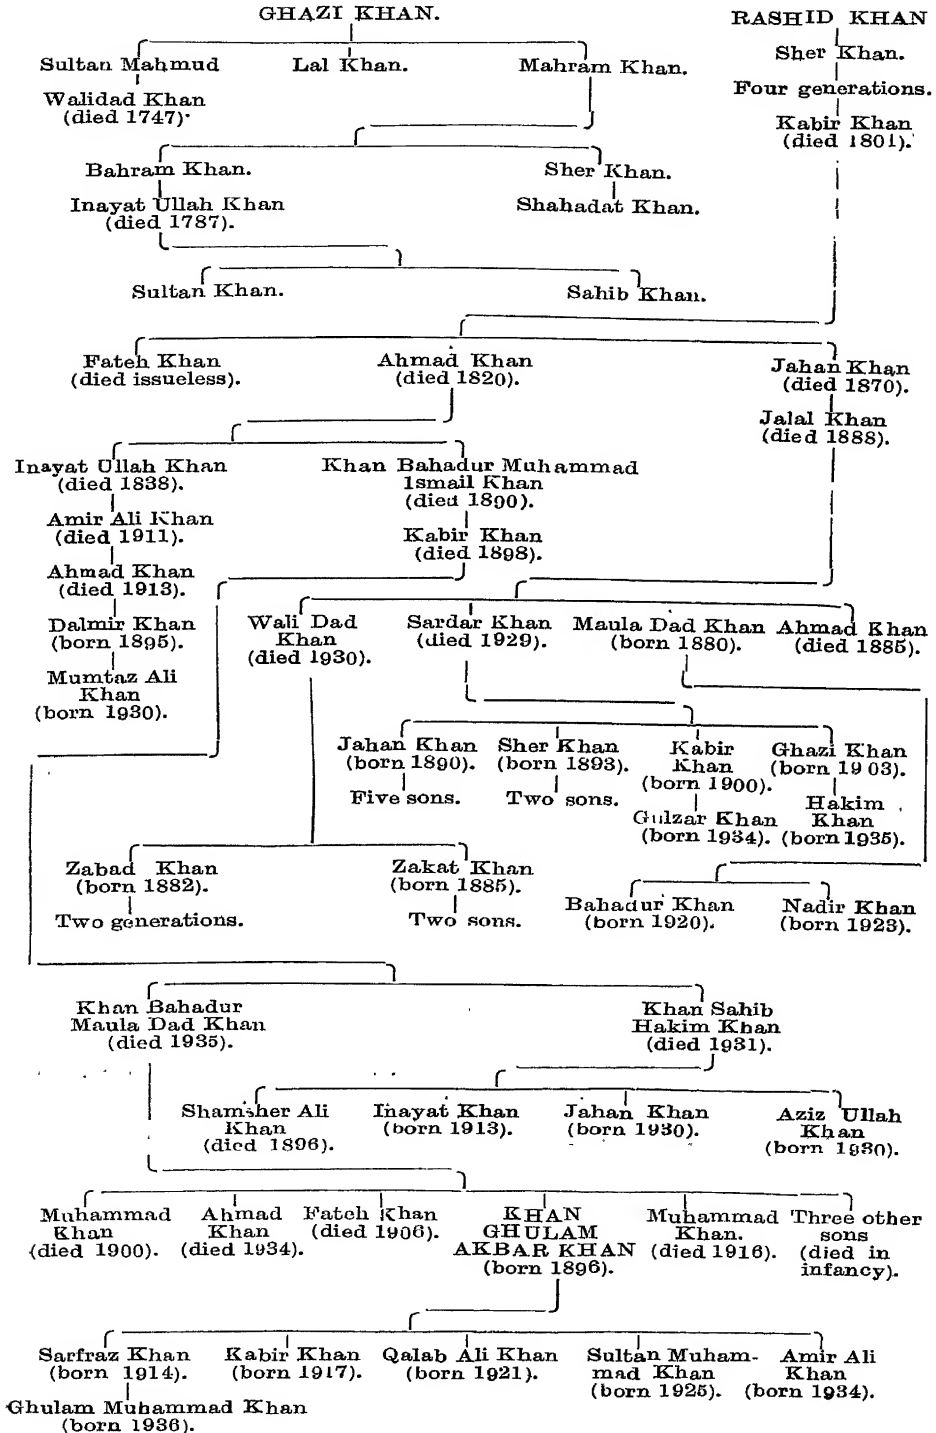 GHAZI KHAN.
RASHID KHAN
Sher Khan.
Sultan Mahmud
Lal Khan.
Mahram Khan.
Four generations.
Walidad Khan
(died 1747).
Kabir Khan
(died 1801).
Bahram Khan.
Sher Khan.
Inayat Ullah Khan
(died 1787).
Shahadat Khan.
Sultan Khan.
Sahib Khan.
Fateh Khan
(died issueless).
Ahmad Khan
(died 1820).
Jahan Khan
(died 1870).
Jalal Khan
(died 1888).
Inayat Ullah Khan
(died 1838).
Khan Bahadur Muhammad
Ismail Khan
(died 1890).
Amir Ali Khan
(died 1911).
Kabir Khan
(died 1898).
Ahmad Khan
(died 1913).
Dalmir Khan
(born 1895).
Mumtaz Ali
Khan
(born 1930).
Wali Dad
Khan
(died 1930).
Sardar Khan
(died 1929).
Maula Dad Khan
(born 1880).
Ahmad Khan
(died 1885).
Jahan Khan
(born 1890).
Five sons.
Sher Khan
(born 1893).
Two sons.
Kabir
Khan
(born 1900).
Gulzar Khan
(born 1934).
Ghazi Khan
(born 1903).
Hakim
Khan
(born 1935).
Zabad Khan
(born 1882).
Two generations.
Zakat Khan
(born 1885).
Two sons.
Bahadur Khan
(born 1920).
Nadir Khan
(born 1923).
Khan Bahadur
Maula Dad Khan
(died 1935).
Khan Sahib
Hakim Khan
(died 1931).
Shamsher Ali
Khan
(died 1896).
Inayat Khan
(born 1913).
Jahan Khan
(born 1930).
Aziz Ullah
Khan
(born 1930).
Muhammad
Khan
(died 1900).
Ahmad
Khan
(died 1934).
Fateh Khan
(died 1906).
KHAN
GHULAM
AKBAR KHAN
(born 1896).
Muhammad
Khan.
(died 1916).
Three other
sons
(died in
infancy).
Sarfraz Khan
(born 1914).
Ghulam Muhammad Khan
(born 1936).
Kabir Khan
(born 1917).
Qalab Ali Khan
(born 1921).
Sultan Muham-
mad Khan
(born 1925).
Amir Ali
Khan
(born 1934).